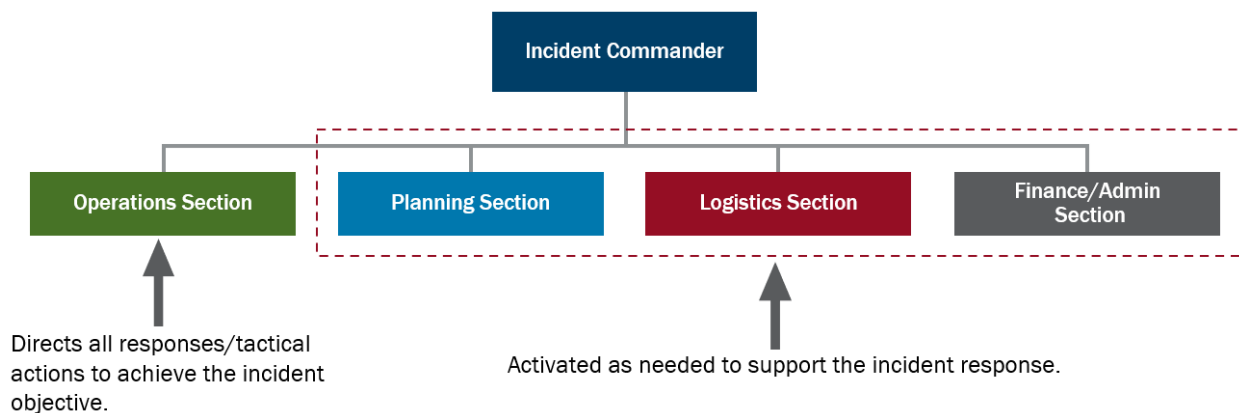 Incident Commander
Operations Section
Planning Section
Logistics Section
Finance/Admin
Section
Directs all responses/tactical
actions to achieve the incident
objective.
Activated as needed to support the incident response.